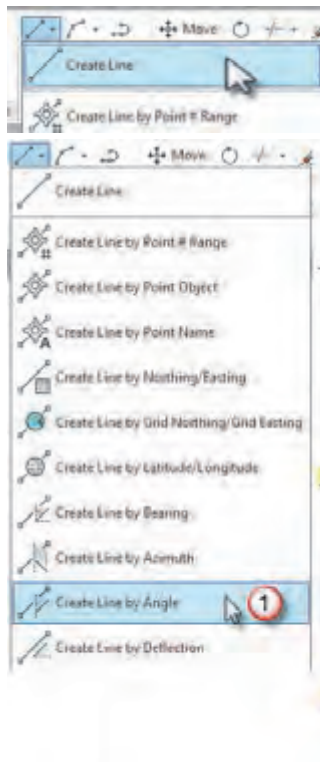 Move
Create Line
Create Line by Point # Range
Move
Create Line
Create Line by Point # Range
Create Line by Point Object
Create Line by Point Name
Create Line by Northing/Easting
Create Line by Grid Northing/Grid Easting
Create Line by Latitude/Longitude
Create Line by Bearing
Create Line by Azimuth
Create Line by Angle 1
Create Line by Deflection